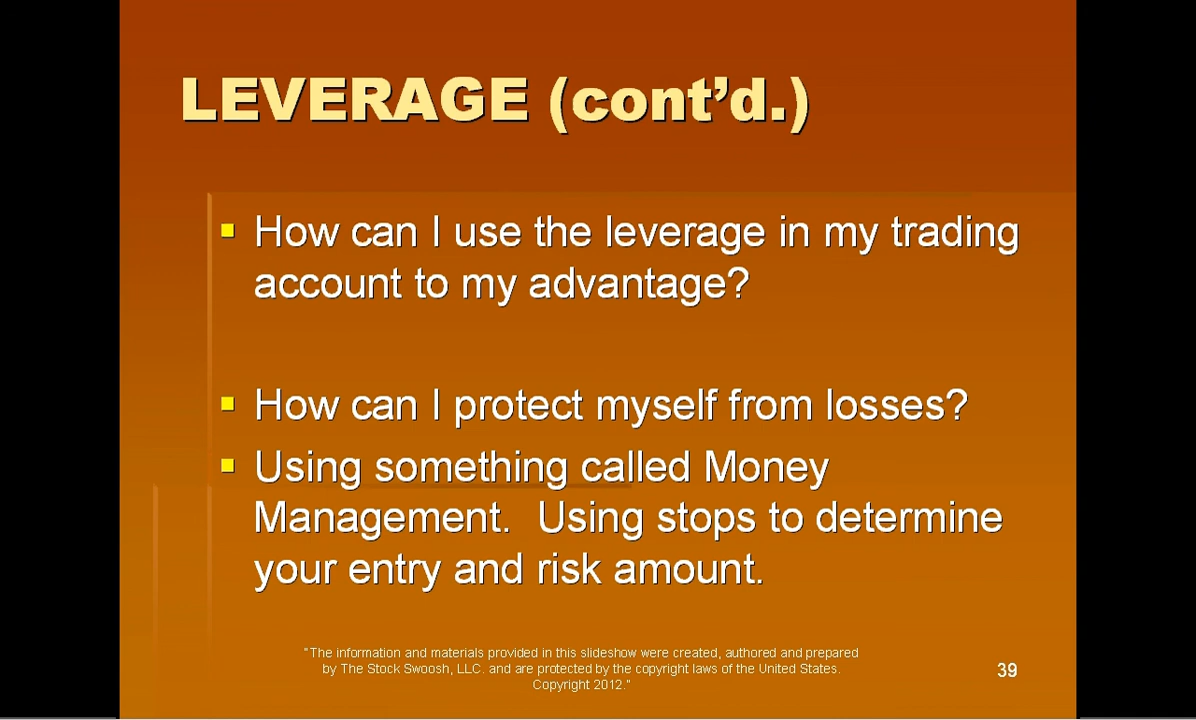 LEVERAGE (cont’d.)
How can I use the leverage in my trading
account to my advantage?
How can I protect myself from losses?
Using something called Money
Management.  Using stops to determine
your entry and risk amount.
"The information and materials provided in this slideshow were created, authored and prepared
by The Stock Swoosh, LLC. and are protected by the copyright laws of the United States.
Copyright 2012."
39